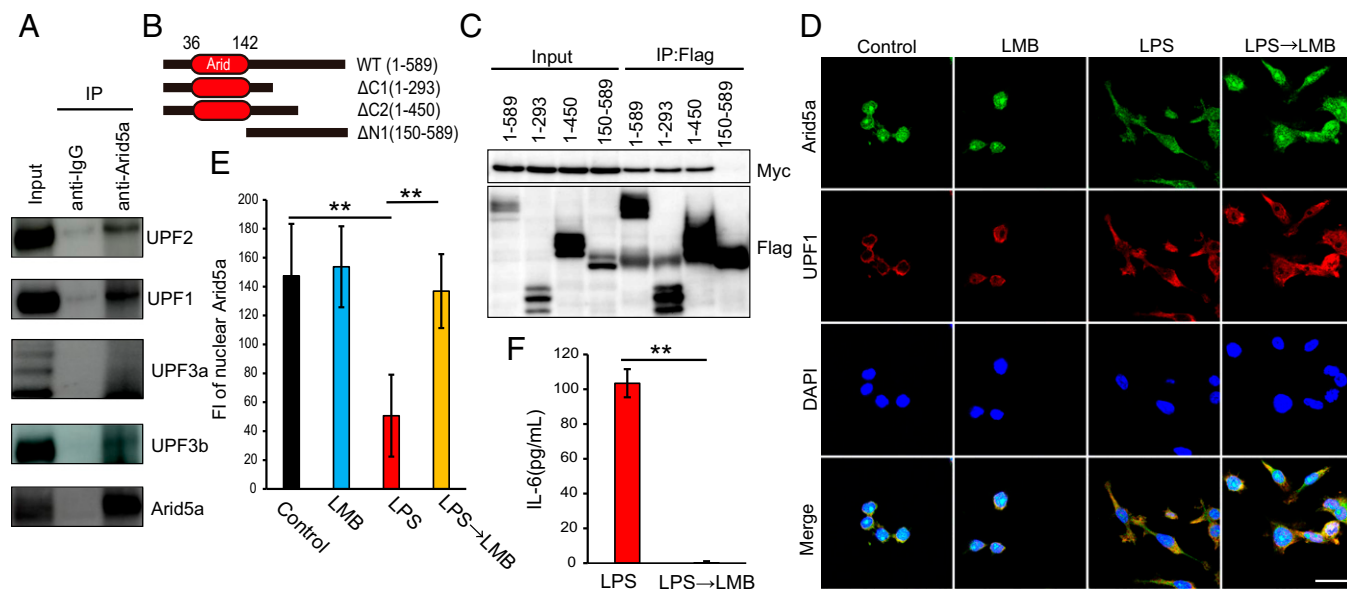 A
IP
Input
anti-IgG
anti-Arid5a
UPF2
UPF1
UPF3a
UPF3b
Arid5a
B
36 142
Arid
WT (1-589)
ΔC1(1-293)
ΔC2(1-450)
ΔN1(150-589)
C
Input IP:Flag
1-589
1-293
1-450
150-589
1-589
1-293
1-450
150-589
Myc
Flag
D
Control LMB LPS LPS→LMB
Arid5a
UPF1
DAPI
Merge
E
FI of nuclear Arid5a
200
180
160
140
120
100
80
60
40
20
0
** **
Control
LMB
LPS
LPS→LMB
F
IL-6(pg/mL)
120
100
80
60
40
20
0
**
LPS LPS→LMB